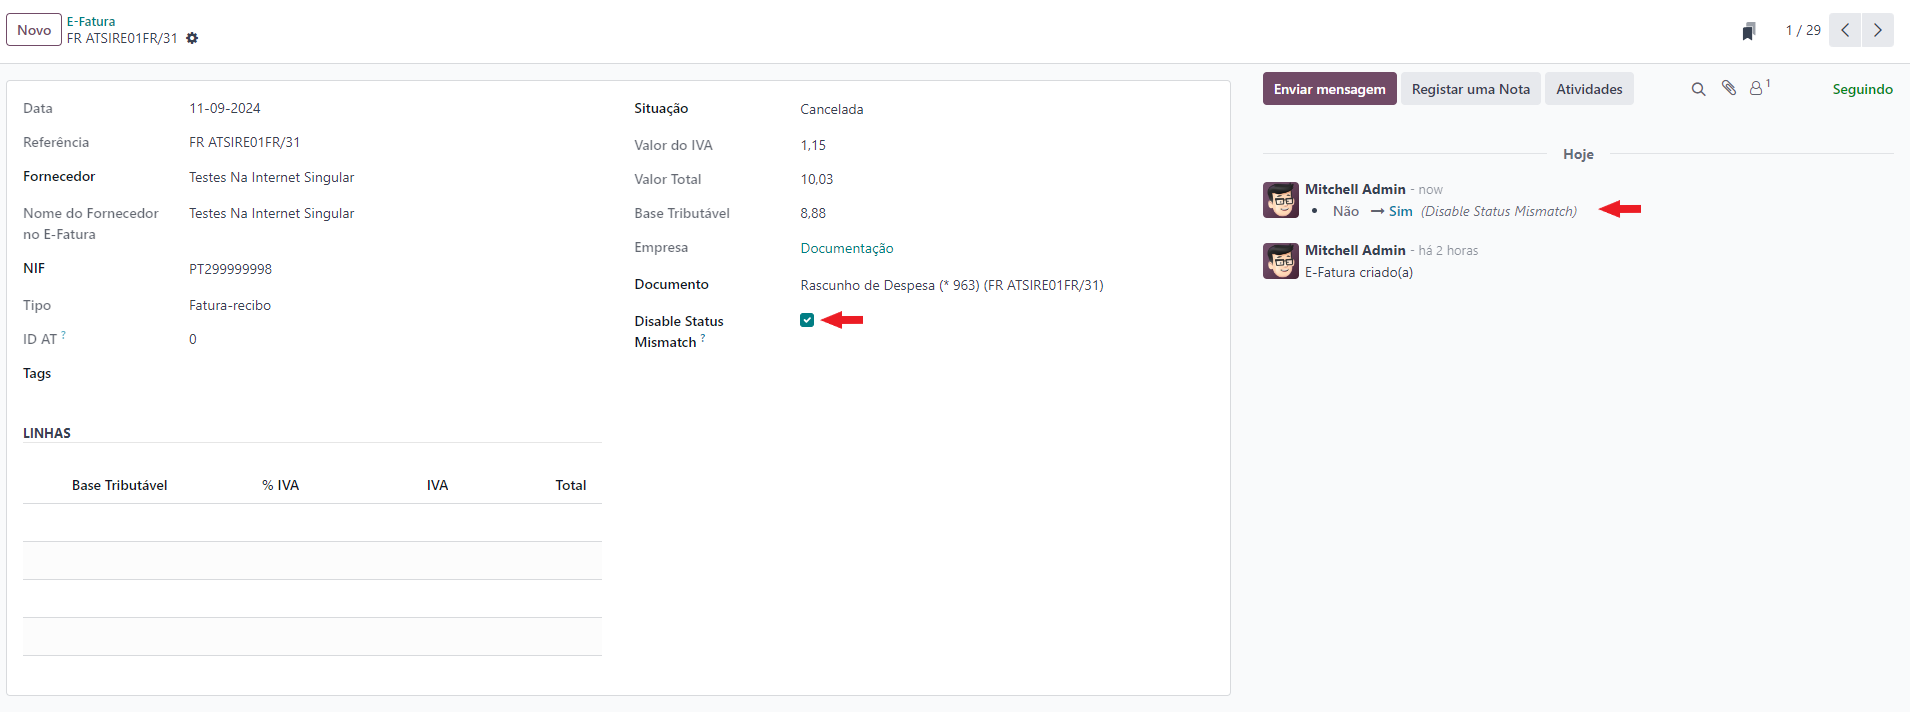 Novo
E-Fatura
FR ATSIRE01FR/31
1 / 29
Data 11-09-2024
Referência FR ATSIRE01FR/31
Fornecedor Testes Na Internet Singular
Nome do Fornecedor Testes Na Internet Singular
no E-Fatura
NIF PT299999998
Tipo Fatura-recibo
ID AT ? 0
Tags
Situação Cancelada
Valor do IVA 1,15
Valor Total 10,03
Base Tributável 8,88
Empresa Documentação
Documento Rascunho de Despesa (* 963) (FR ATSIRE01FR/31)
Disable Status
Mismatch ?
LINHAS
Base Tributável % IVA IVA Total
Enviar mensagem Registar uma Nota Atividades 1 Seguindo
Hoje
Mitchell Admin - now
• Não → Sim (Disable Status Mismatch)
Mitchell Admin - há 2 horas
E-Fatura criado(a)